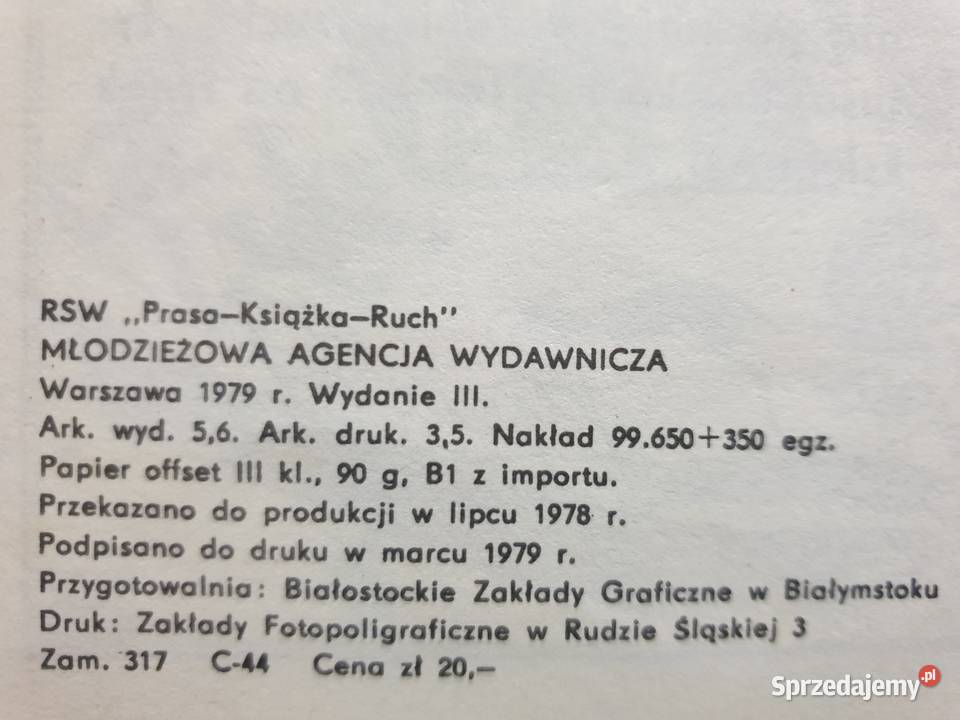 RSW „Prasa–Książka–Ruch"
MŁODZIEŻOWA AGENCJA WYDAWNICZA
Warszawa 1979 r. Wydanie III.
Ark. wyd. 5,6. Ark. druk. 3,5. Nakład 99.650+350 egz.
Papier offset III kl., 90 g, B1 z importu.
Przekazano do produkcji w lipcu 1978 r.
Podpisano do druku w marcu 1979 r.
Przygotowalnia: Białostockie Zakłady Graficzne w Białymstoku
Druk: Zakłady Fotopoligraficzne w Rudzie Śląskiej 3
Zam. 317 C-44 Cena zł 20,–
Sprzedajemy.pl